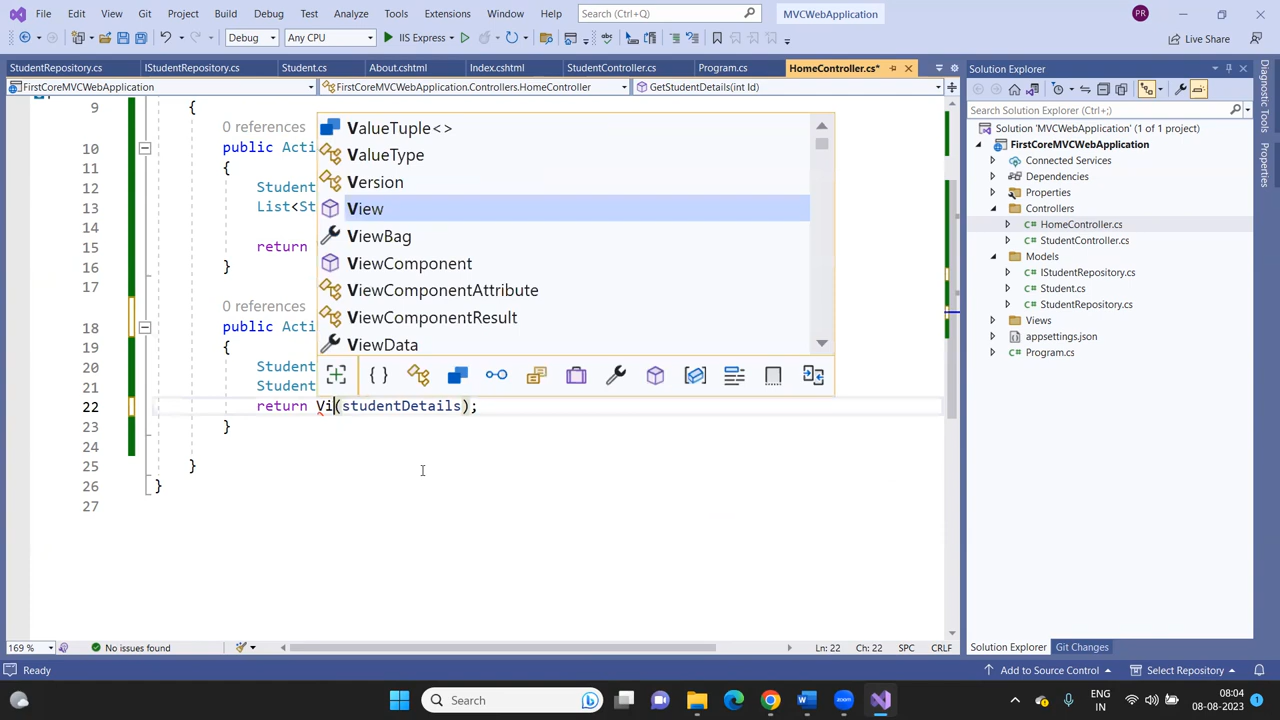 File Edit View Git Project Build Debug Test Analyze Tools Extensions Window Help Search (Ctrl+Q) MVCWebApplication PR
Debug Any CPU IIS Express Live Share
StudentRepository.cs IStudentRepository.cs Student.cs About.cshtml Index.cshtml StudentController.cs Program.cs HomeController.cs*
FirstCoreMVCWebApplication FirstCoreMVCWebApplication.Controllers.HomeController GetStudentDetails(int Id)
9 {
0 references
10 public Acti
11 {
12 Student
13 List<St
14
15 return
16 }
17
0 references
18 public Acti
19 {
20 Student
21 Student
22 return Vi(studentDetails);
23 }
24
25 }
26 }
27
ValueTuple<>
ValueType
Version
View
ViewBag
ViewComponent
ViewComponentAttribute
ViewComponentResult
ViewData
169 % No issues found Ln: 22 Ch: 22 SPC CRLF
Solution Explorer
Search Solution Explorer (Ctrl+;)
Solution 'MVCWebApplication' (1 of 1 project)
FirstCoreMVCWebApplication
Connected Services
Dependencies
Properties
Controllers
HomeController.cs
StudentController.cs
Models
IStudentRepository.cs
Student.cs
StudentRepository.cs
Views
appsettings.json
Program.cs
Solution Explorer Git Changes
Diagnostic Tools
Properties
Ready Add to Source Control Select Repository
Search ENG IN 08:04 08-08-2023